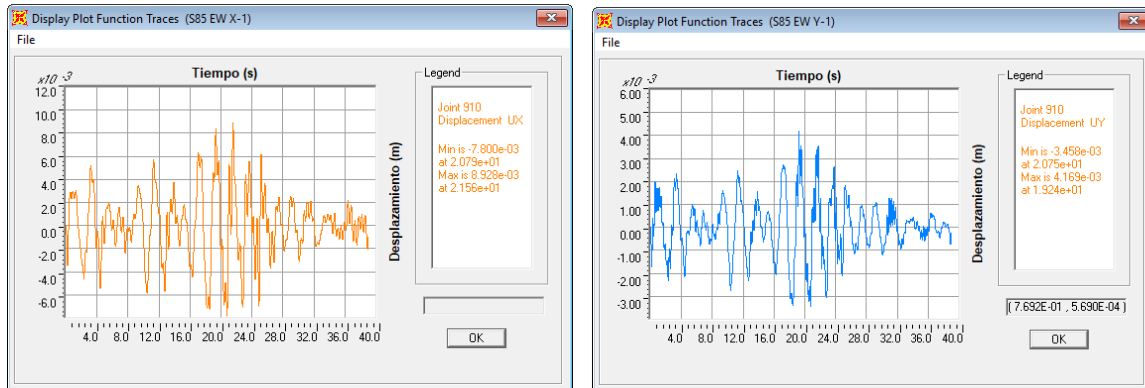 Display Plot Function Traces (S85 EW X-1)
File
Tiempo (s)
x10 -3
12.0
10.0
8.0
6.0
4.0
2.0
0.0
-2.0
-4.0
-6.0
4.0 8.0 12.0 16.0 20.0 24.0 28.0 32.0 36.0 40.0
Desplazamiento (m)
Legend
Joint 910
Displacement UX
Min is -7.800e-03
at 2.079e+01
Max is 8.928e-03
at 2.156e+01
OK
Display Plot Function Traces (S85 EW Y-1)
File
Tiempo (s)
x10 -3
6.00
5.00
4.00
3.00
2.00
1.00
0.00
-1.00
-2.00
-3.00
4.0 8.0 12.0 16.0 20.0 24.0 28.0 32.0 36.0 40.0
Desplazamiento (m)
Legend
Joint 910
Displacement UY
Min is -3.458e-03
at 2.075e+01
Max is 4.169e-03
at 1.924e+01
( 7.692E-01 , 5.690E-04 )
OK